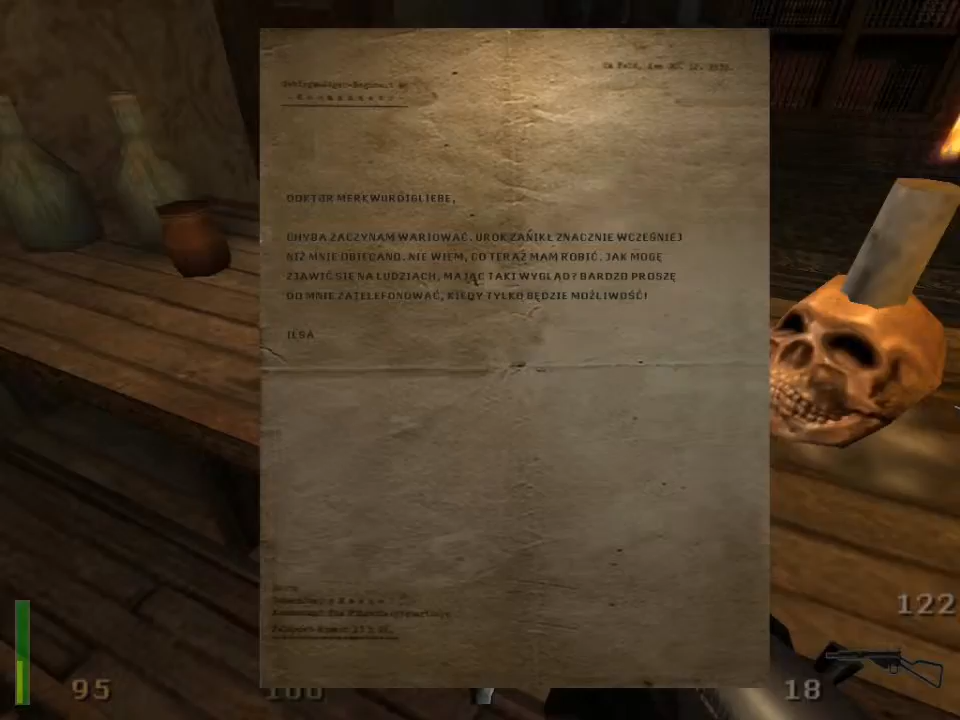 DOKTOR MERKWURDIGLIEBE,
CHYBA ZACZYNAM WARIOWAĆ. UROK ZANIKŁ ZNACZNIE WCZEŚNIEJ
NIŻ MNIE OBIECANO. NIE WIEM, CO TERAZ MAM ROBIĆ. JAK MOGĘ
ZJAWIĆ SIĘ NA LUDZIACH, MAJĄC TAKI WYGLĄD? BARDZO PROSZĘ
DO MNIE ZATELEFONOWAĆ, KIEDY TYLKO BĘDZIE MOŻLIWOŚĆ!
ILSA
122
95
100
18